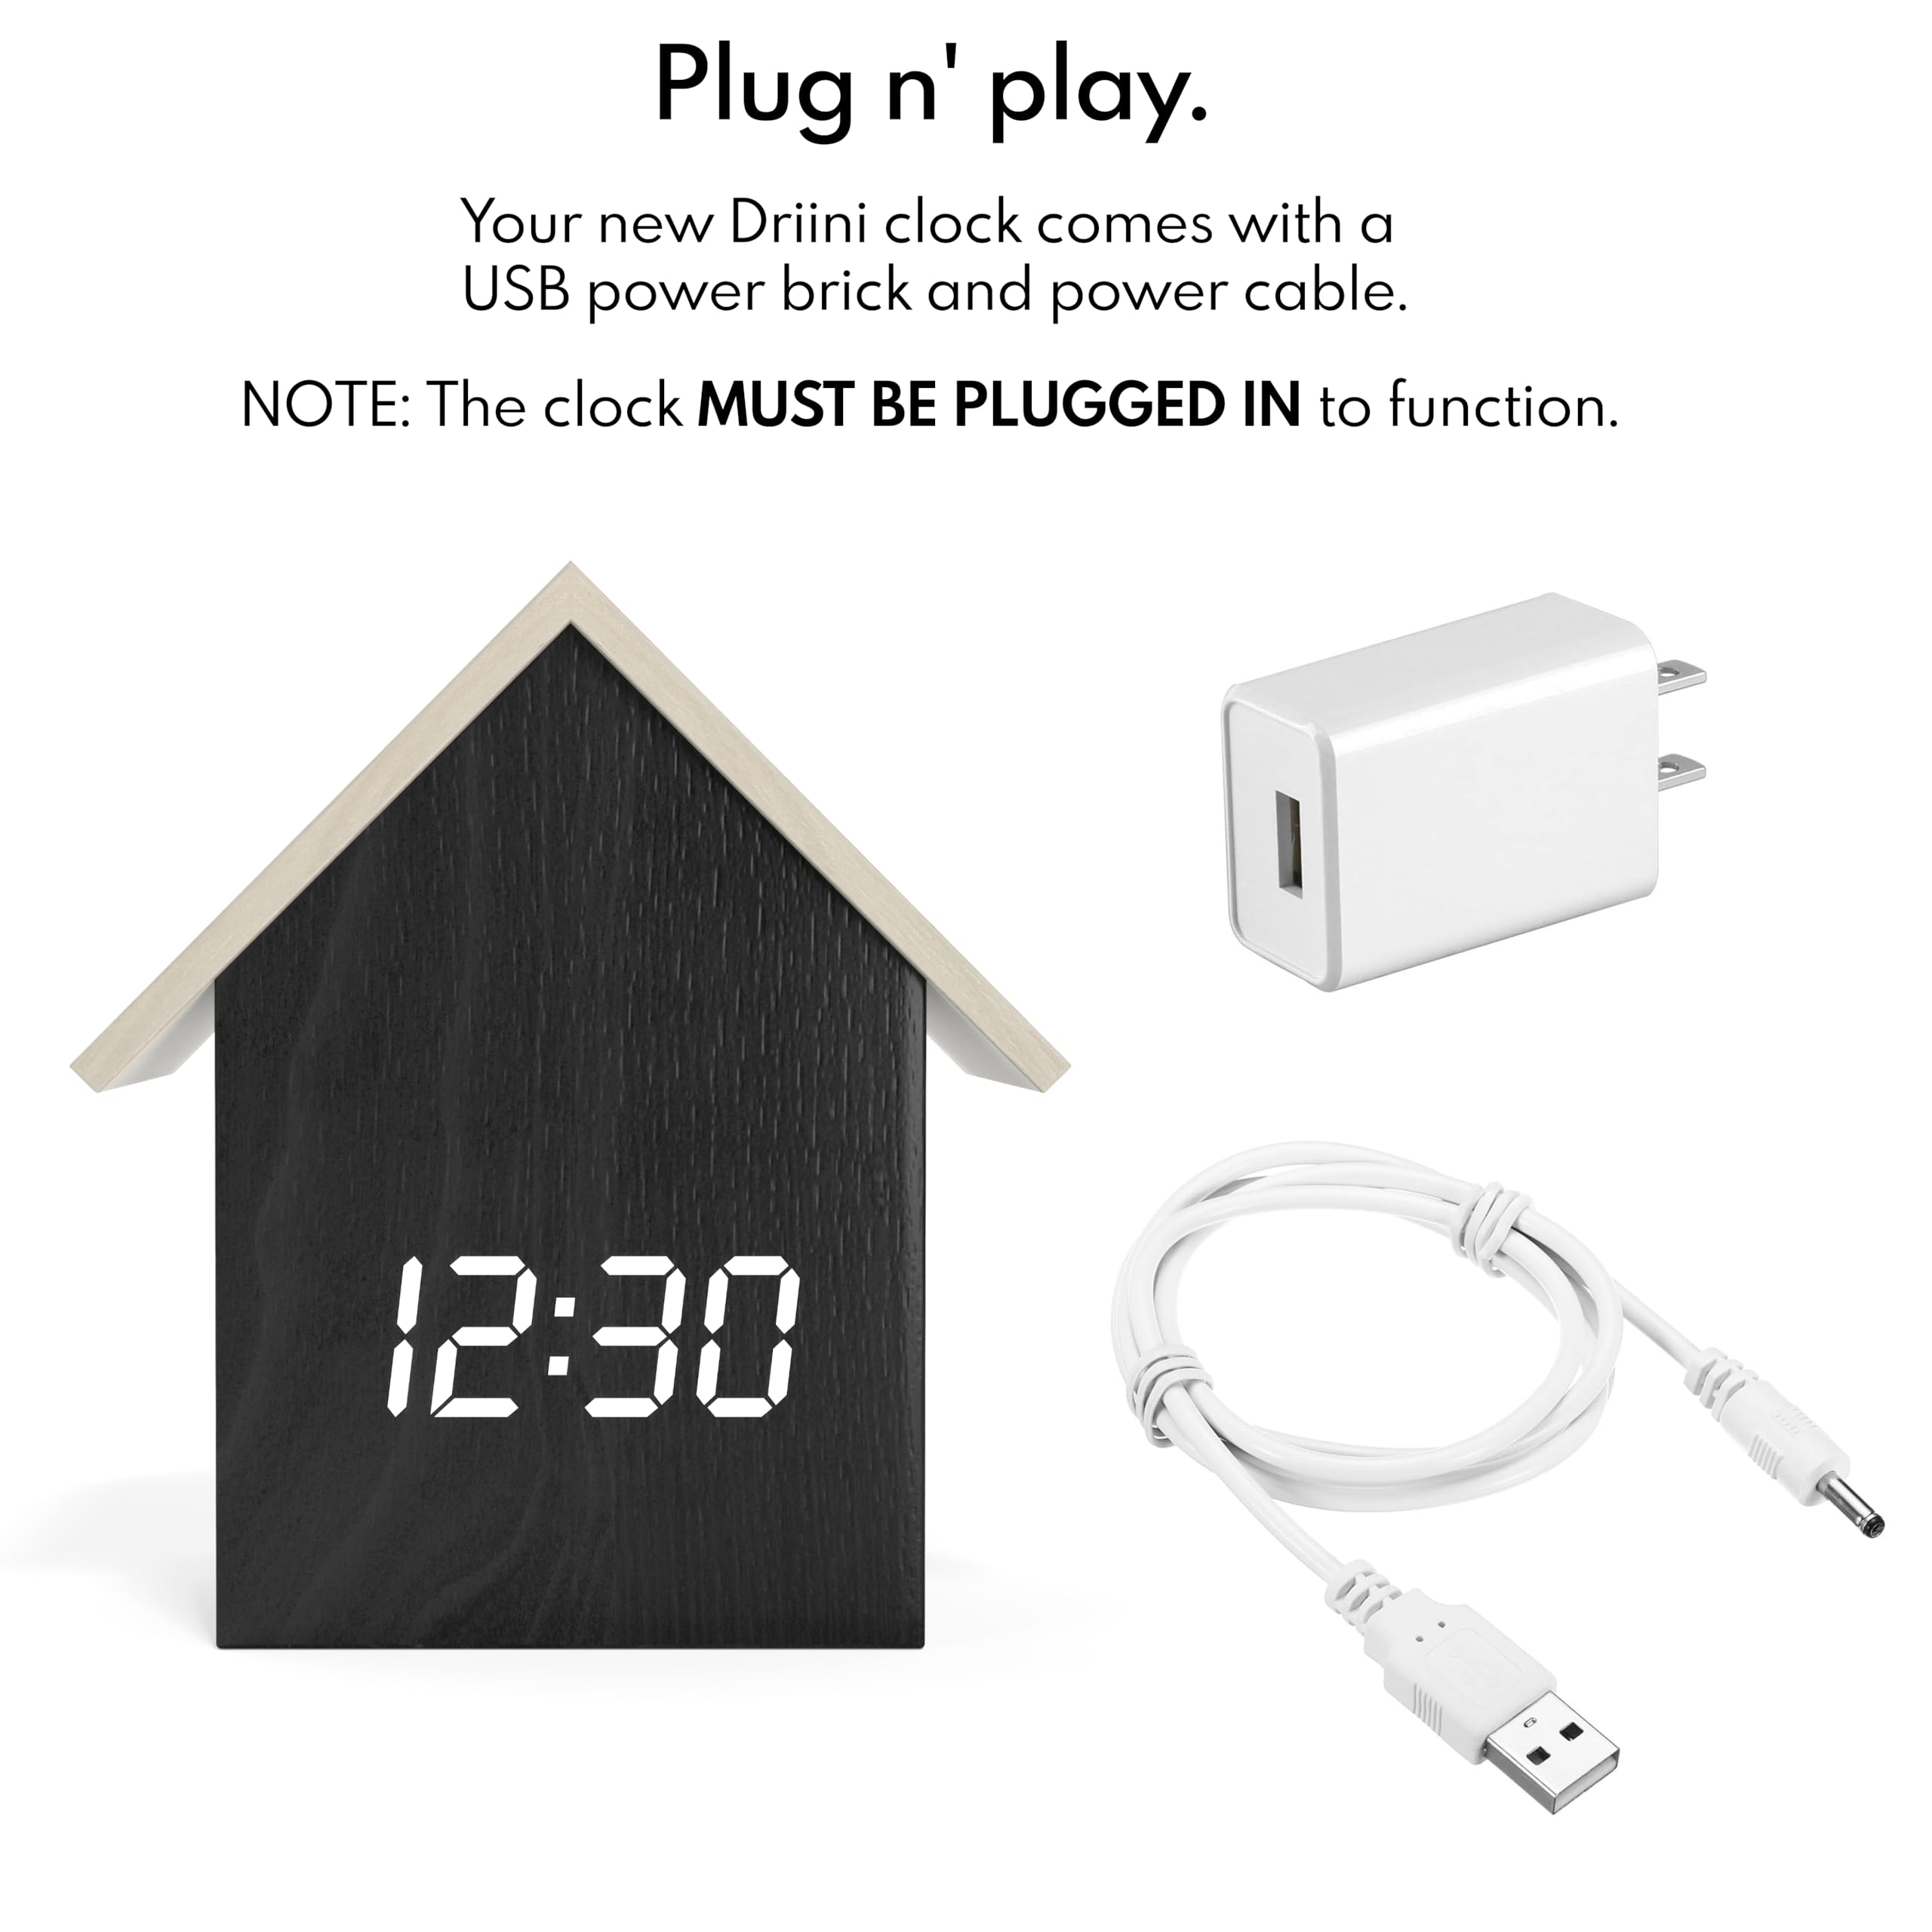 Plug n' play.
Your new Driini clock comes with a
USB power brick and power cable.
NOTE: The clock MUST BE PLUGGED IN to function.
12:30